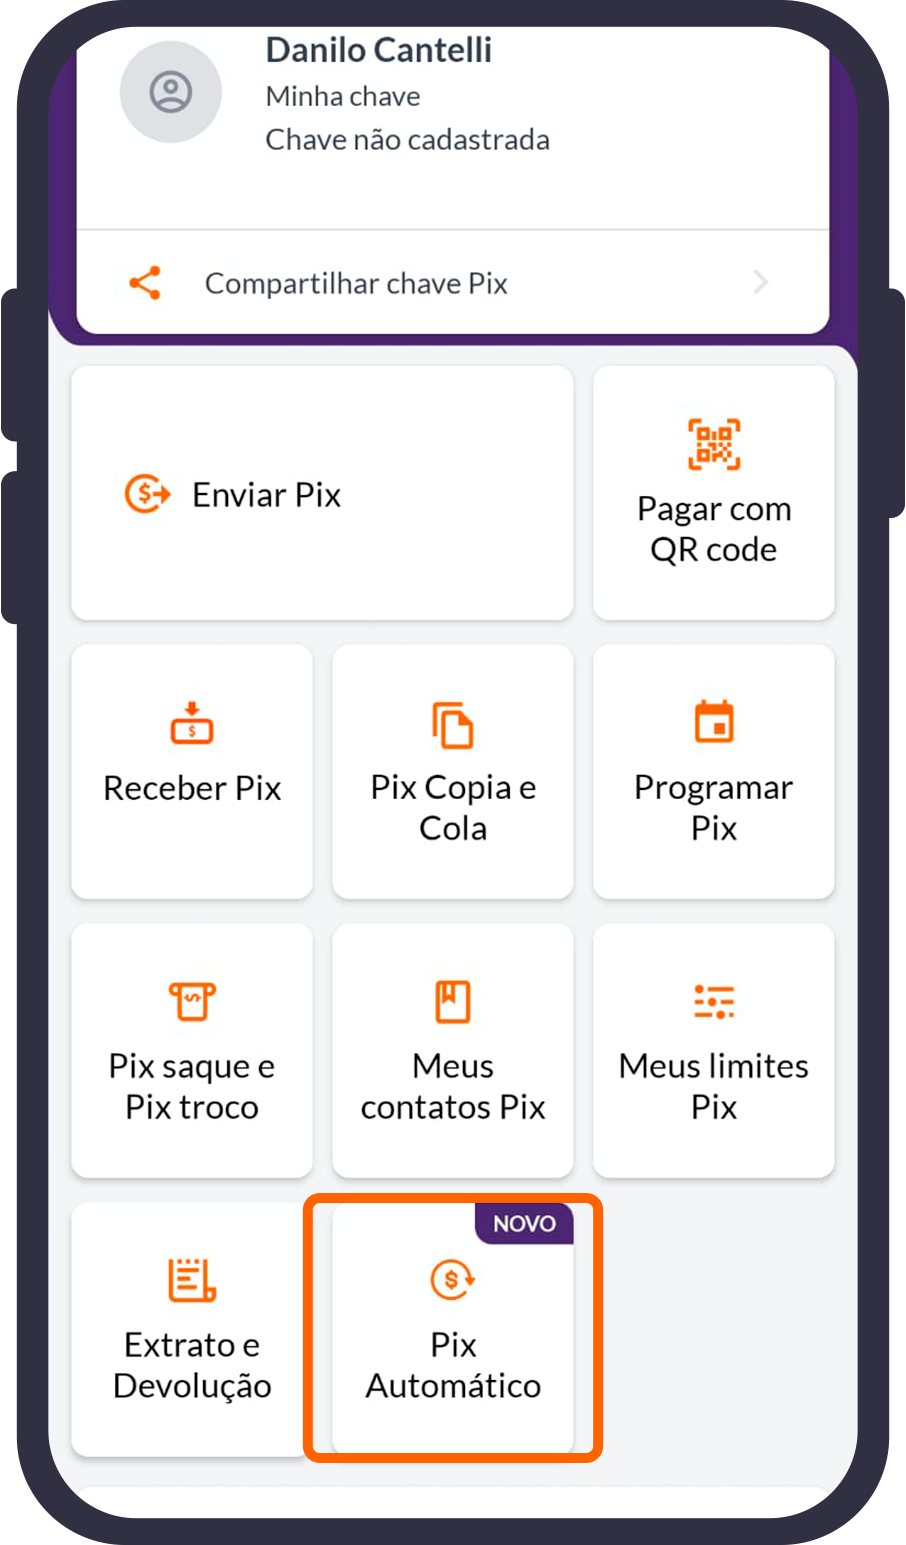 Danilo Cantelli
Minha chave
Chave não cadastrada
Compartilhar chave Pix
Enviar Pix
Pagar com
QR code
Receber Pix
Pix Copia e
Cola
Programar
Pix
Pix saque e
Pix troco
Meus
contatos Pix
Meus limites
Pix
Extrato e
Devolução
NOVO
Pix
Automático